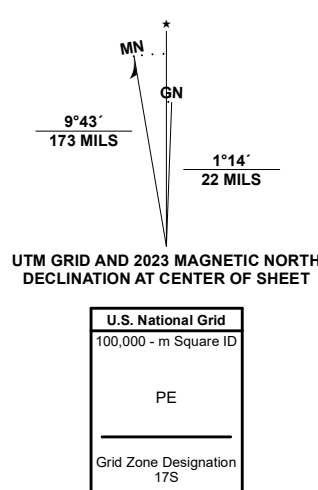 ★
MN
GN
9°43´
173 MILS
1°14´
22 MILS
UTM GRID AND 2023 MAGNETIC NORTH
DECLINATION AT CENTER OF SHEET
U.S. National Grid
100,000 - m Square ID
PE
Grid Zone Designation
17S